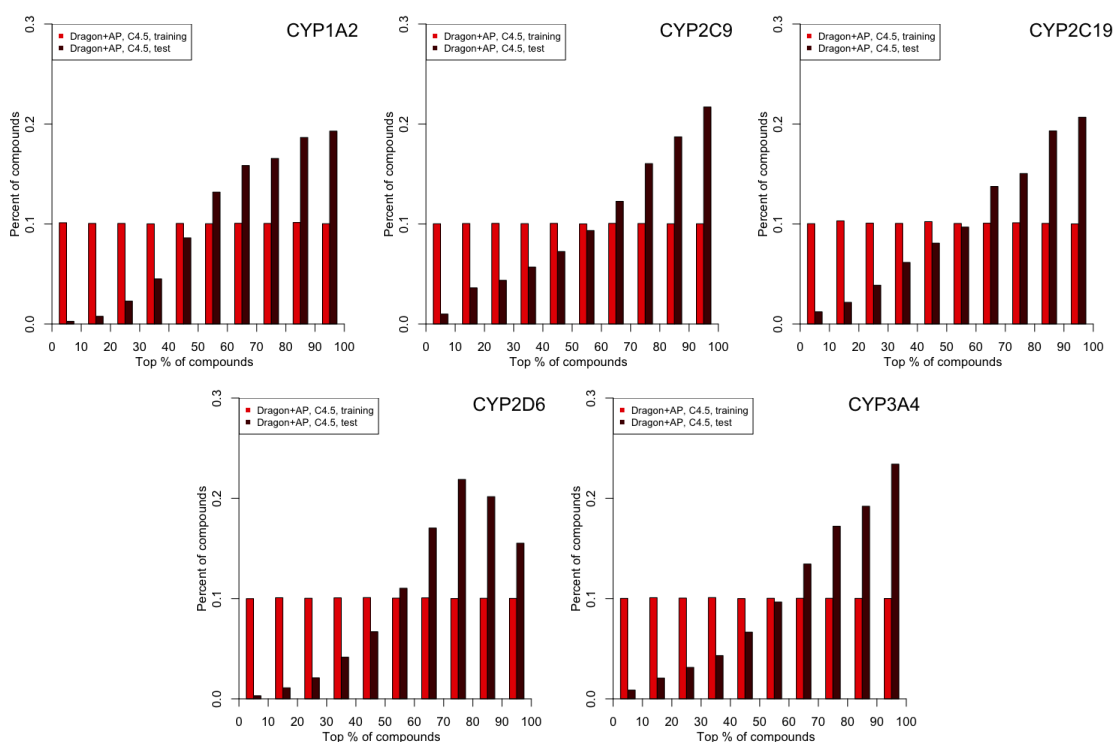 CYP1A2
Dragon+AP, C4.5, training
Dragon+AP, C4.5, test
Percent of compounds
0.0 0.1 0.2 0.3
0 10 20 30 40 50 60 70 80 90 100
Top % of compounds
CYP2C9
Dragon+AP, C4.5, training
Dragon+AP, C4.5, test
Percent of compounds
0.0 0.1 0.2 0.3
0 10 20 30 40 50 60 70 80 90 100
Top % of compounds
CYP2C19
Dragon+AP, C4.5, training
Dragon+AP, C4.5, test
Percent of compounds
0.0 0.1 0.2 0.3
0 10 20 30 40 50 60 70 80 90 100
Top % of compounds
CYP2D6
Dragon+AP, C4.5, training
Dragon+AP, C4.5, test
Percent of compounds
0.0 0.1 0.2 0.3
0 10 20 30 40 50 60 70 80 90 100
Top % of compounds
CYP3A4
Dragon+AP, C4.5, training
Dragon+AP, C4.5, test
Percent of compounds
0.0 0.1 0.2 0.3
0 10 20 30 40 50 60 70 80 90 100
Top % of compounds